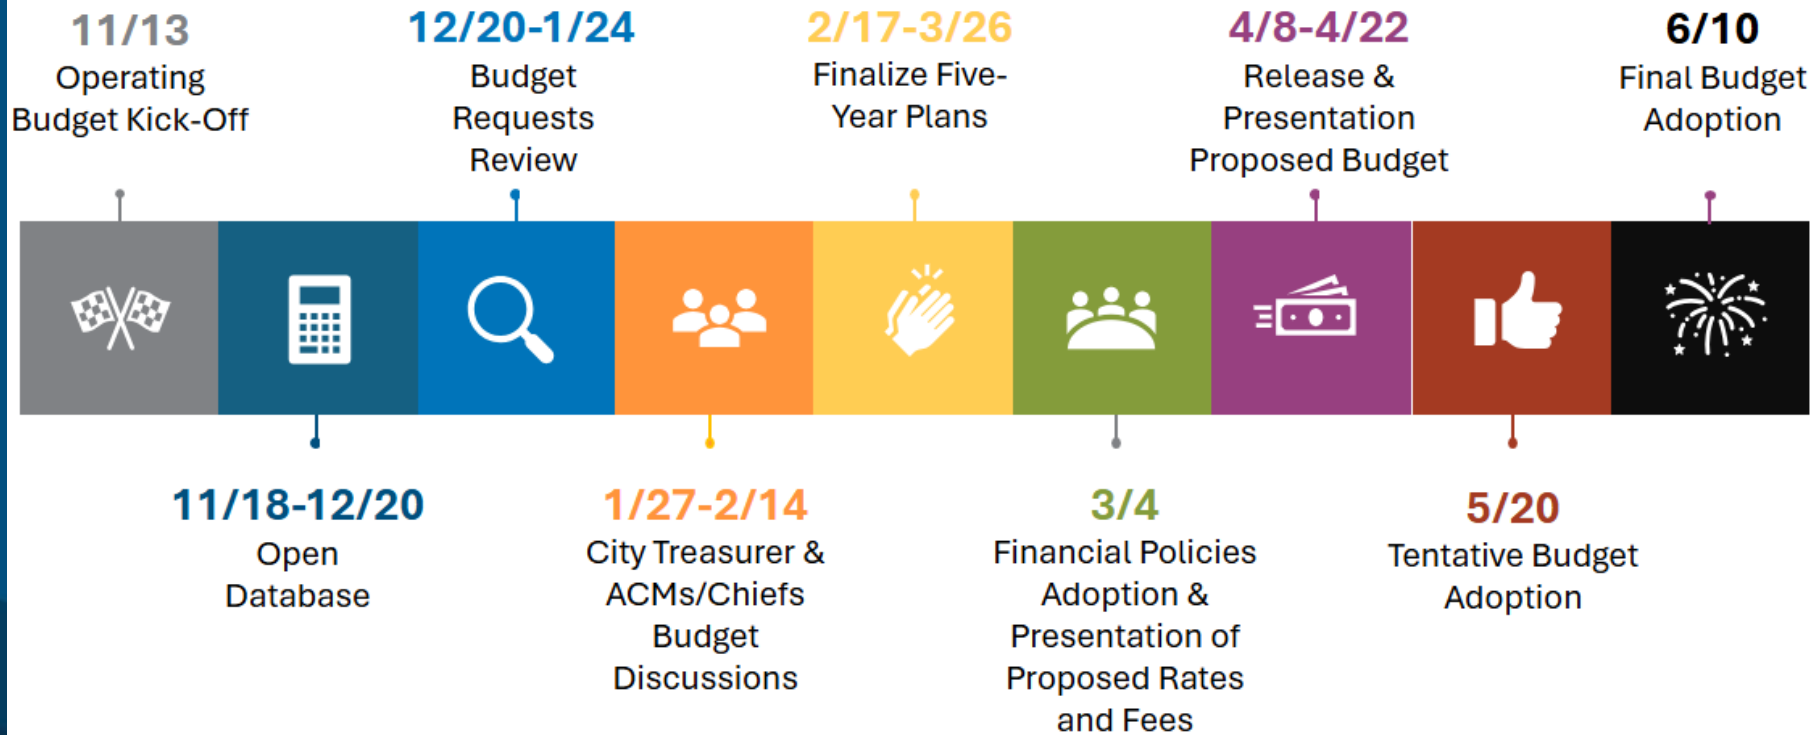 11/13
Operating
Budget Kick-Off
12/20-1/24
Budget
Requests
Review
2/17-3/26
Finalize Five-
Year Plans
4/8-4/22
Release &
Presentation
Proposed Budget
6/10
Final Budget
Adoption
11/18-12/20
Open
Database
1/27-2/14
City Treasurer &
ACMs/Chiefs
Budget
Discussions
3/4
Financial Policies
Adoption &
Presentation of
Proposed Rates
and Fees
5/20
Tentative Budget
Adoption